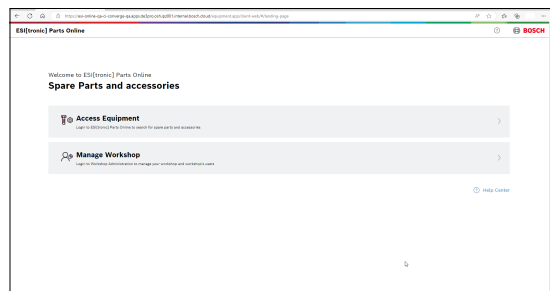 ESI[tronic] Parts Online
BOSCH
Welcome to ESI[tronic] Parts Online
Spare Parts and accessories
Access Equipment
Login to ESI[tronic] Parts Online to search for spare parts and accessories
Manage Workshop
Login to Workshop Administration to manage your workshop and workshop's users
Help Center